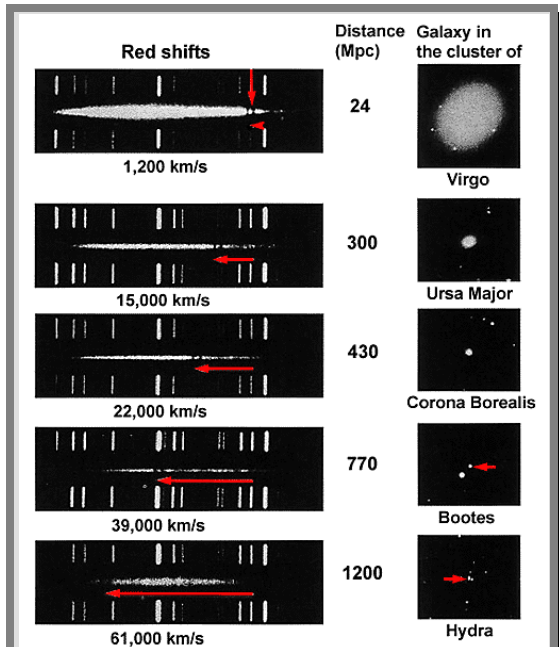 Red shifts
Distance
(Mpc)
Galaxy in
the cluster of
1,200 km/s
24
Virgo
15,000 km/s
300
Ursa Major
22,000 km/s
430
Corona Borealis
39,000 km/s
770
Bootes
61,000 km/s
1200
Hydra